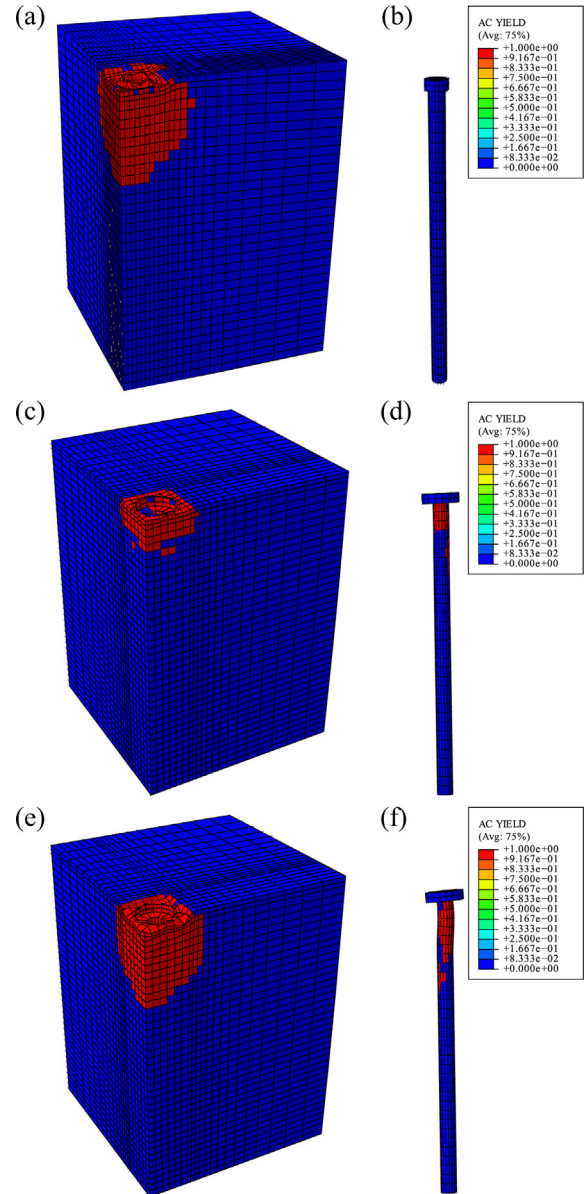 (a)
(b)
AC YIELD
(Avg: 75%)
+1.000e+00
+9.167e−01
+8.333e−01
+7.500e−01
+6.667e−01
+5.833e−01
+5.000e−01
+4.167e−01
+3.333e−01
+2.500e−01
+1.667e−01
+8.333e−02
+0.000e+00
(c)
(d)
AC YIELD
(Avg: 75%)
+1.000e+00
+9.167e−01
+8.333e−01
+7.500e−01
+6.667e−01
+5.833e−01
+5.000e−01
+4.167e−01
+3.333e−01
+2.500e−01
+1.667e−01
+8.333e−02
+0.000e+00
(e)
(f)
AC YIELD
(Avg: 75%)
+1.000e+00
+9.167e−01
+8.333e−01
+7.500e−01
+6.667e−01
+5.833e−01
+5.000e−01
+4.167e−01
+3.333e−01
+2.500e−01
+1.667e−01
+8.333e−02
+0.000e+00